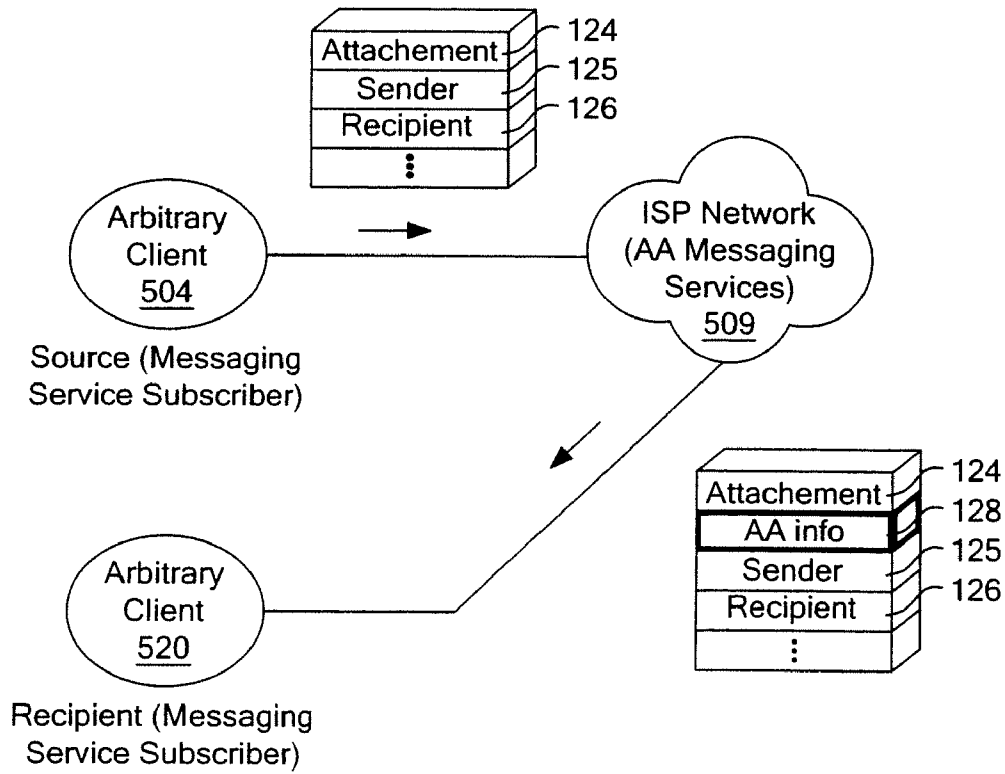 Attachement
124
Sender
125
Recipient
126
Arbitrary
Client
504
Source (Messaging
Service Subscriber)
ISP Network
(AA Messaging
Services)
509
Attachement
124
AA info
128
Sender
125
Recipient
126
Arbitrary
Client
520
Recipient (Messaging
Service Subscriber)